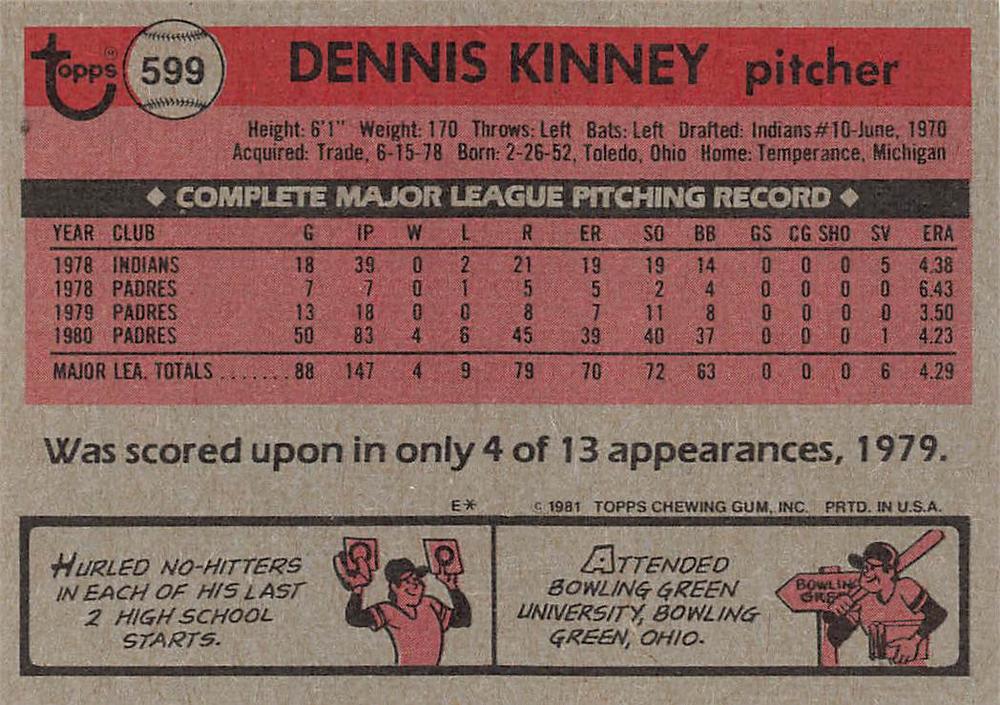 topps® 599 DENNIS KINNEY pitcher
Height: 6'1" Weight: 170 Throws: Left Bats: Left Drafted: Indians #10-June, 1970
Acquired: Trade, 6-15-78 Born: 2-26-52, Toledo, Ohio Home: Temperance, Michigan
◆ COMPLETE MAJOR LEAGUE PITCHING RECORD ◆
YEAR CLUB G IP W L R ER SO BB GS CG SHO SV ERA
1978 INDIANS 18 39 0 2 21 19 19 14 0 0 0 5 4.38
1978 PADRES 7 7 0 1 5 5 2 4 0 0 0 0 6.43
1979 PADRES 13 18 0 0 8 7 11 8 0 0 0 0 3.50
1980 PADRES 50 83 4 6 45 39 40 37 0 0 0 1 4.23
MAJOR LEA. TOTALS .......88 147 4 9 79 70 72 63 0 0 0 6 4.29
Was scored upon in only 4 of 13 appearances, 1979.
E* © 1981 TOPPS CHEWING GUM, INC. PRTD. IN U.S.A.
HURLED NO-HITTERS
IN EACH OF HIS LAST
2 HIGH SCHOOL
STARTS.
0 0
ATTENDED
BOWLING GREEN
UNIVERSITY, BOWLING
GREEN, OHIO.
BOWLING
GRE